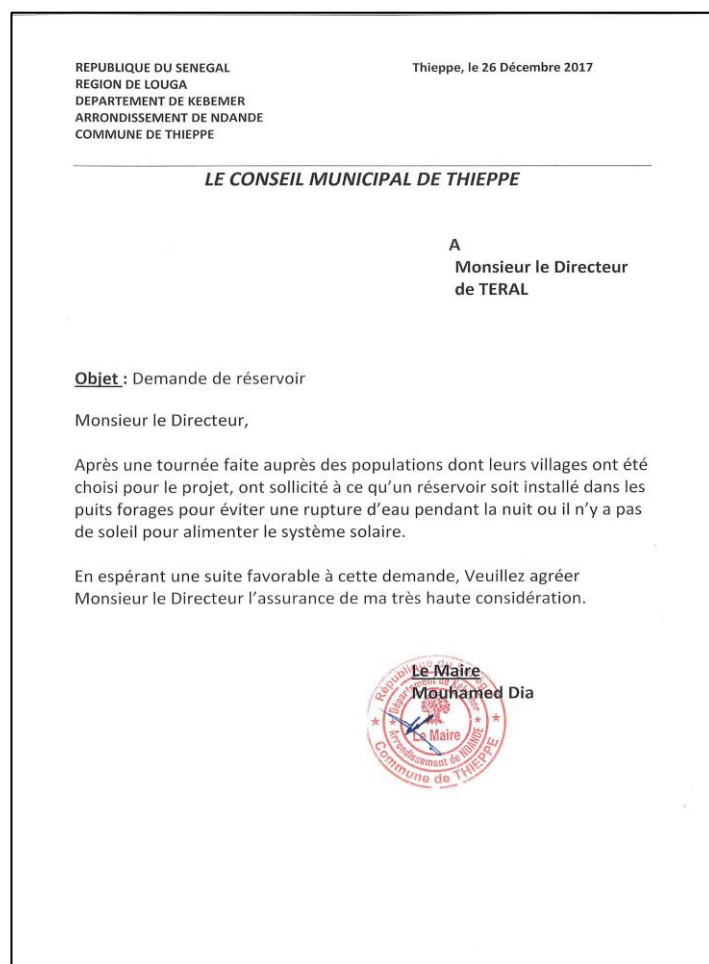 REPUBLIQUE DU SENEGAL
Thieppe, le 26 Décembre 2017
REGION DE LOUGA
DEPARTEMENT DE KEBEMER
ARRONDISSEMENT DE NDANDE
COMMUNE DE THIEPPE
LE CONSEIL MUNICIPAL DE THIEPPE
A
Monsieur le Directeur
de TERAL
Objet : Demande de réservoir
Monsieur le Directeur,
Après une tournée faite auprès des populations dont leurs villages ont été
choisi pour le projet, ont sollicité à ce qu’un réservoir soit installé dans les
puits forages pour éviter une rupture d’eau pendant la nuit ou il n’y a pas
de soleil pour alimenter le système solaire.
En espérant une suite favorable à cette demande, Veuillez agréer
Monsieur le Directeur l’assurance de ma très haute considération.
Le Maire
Mouhamed Dia
République du
Département de Kébémer
Le Maire
Arrondissement de NDANDE
Commune de THIEPPE